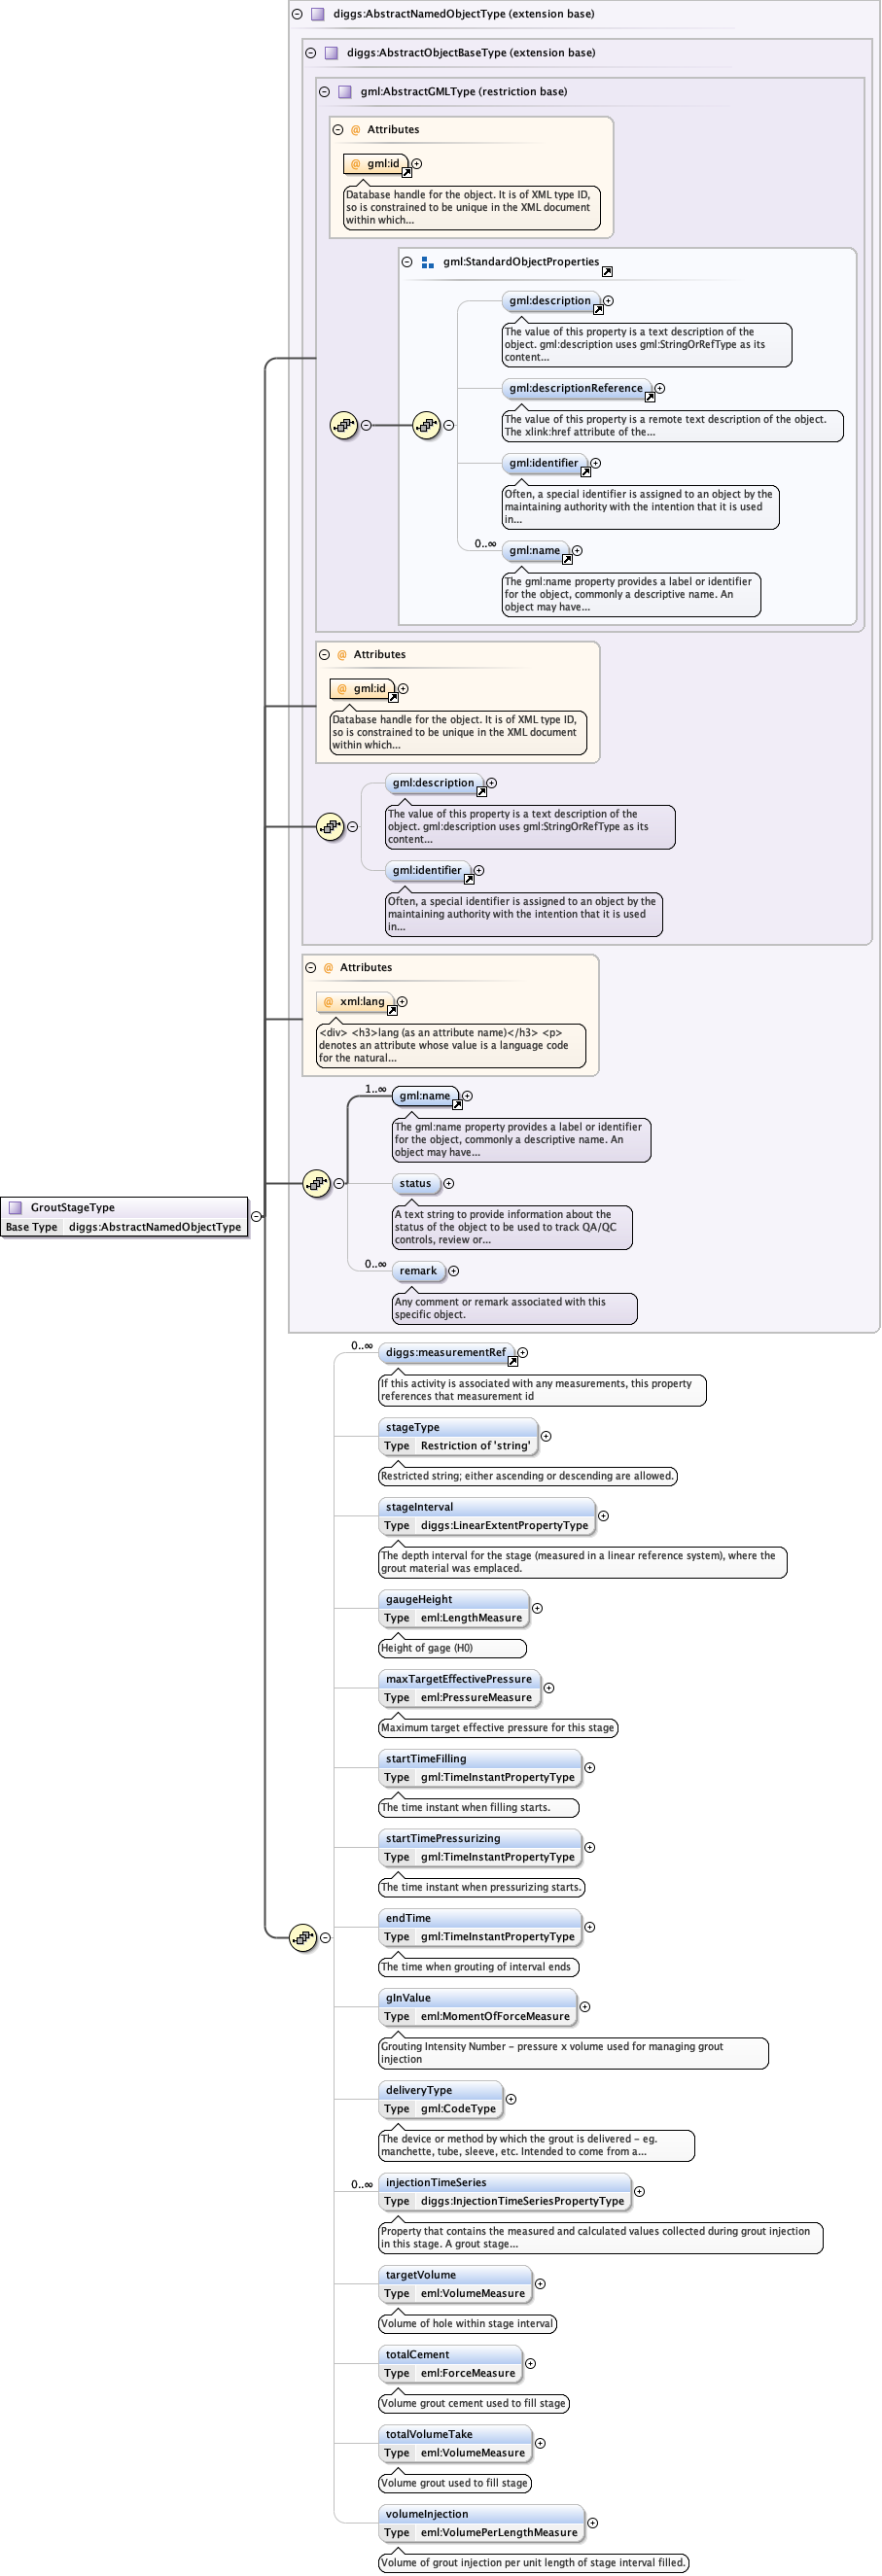 diggs:AbstractNamedObjectType (extension base)
diggs:AbstractObjectBaseType (extension base)
gml:AbstractGMLType (restriction base)
@ Attributes
@ gml:id
Database handle for the object. It is of XML type ID,
so is constrained to be unique in the XML document
within which...
gml:StandardObjectProperties
gml:description
The value of this property is a text description of the
object. gml:description uses gml:StringOrRefType as its
content...
gml:descriptionReference
The value of this property is a remote text description of the object.
The xlink:href attribute of the...
gml:identifier
Often, a special identifier is assigned to an object by the
maintaining authority with the intention that it is used
in...
0..∞
gml:name
The gml:name property provides a label or identifier
for the object, commonly a descriptive name. An
object may have...
@ Attributes
@ gml:id
Database handle for the object. It is of XML type ID,
so is constrained to be unique in the XML document
within which...
gml:description
The value of this property is a text description of the
object. gml:description uses gml:StringOrRefType as its
content...
gml:identifier
Often, a special identifier is assigned to an object by the
maintaining authority with the intention that it is used
in...
@ Attributes
@ xml:lang
<div> <h3>lang (as an attribute name)</h3> <p>
denotes an attribute whose value is a language code
for the natural...
1..∞
gml:name
The gml:name property provides a label or identifier
for the object, commonly a descriptive name. An
object may have...
status
A text string to provide information about the
status of the object to be used to track QA/QC
controls, review or...
GroutStageType
Base Type diggs:AbstractNamedObjectType
0..∞
remark
Any comment or remark associated with this
specific object.
0..∞
diggs:measurementRef
If this activity is associated with any measurements, this property
references that measurement id
stageType
Type Restriction of 'string'
Restricted string; either ascending or descending are allowed.
stageInterval
Type diggs:LinearExtentPropertyType
The depth interval for the stage (measured in a linear reference system), where the
grout material was emplaced.
gaugeHeight
Type eml:LengthMeasure
Height of gage (H0)
maxTargetEffectivePressure
Type eml:PressureMeasure
Maximum target effective pressure for this stage
startTimeFilling
Type gml:TimeInstantPropertyType
The time instant when filling starts.
startTimePressurizing
Type gml:TimeInstantPropertyType
The time instant when pressurizing starts.
endTime
Type gml:TimeInstantPropertyType
The time when grouting of interval ends
gInValue
Type eml:MomentOfForceMeasure
Grouting Intensity Number - pressure x volume used for managing grout
injection
deliveryType
Type gml:CodeType
The device or method by which the grout is delivered - eg.
manchette, tube, sleeve, etc. Intended to come from a...
0..∞
injectionTimeSeries
Type diggs:InjectionTimeSeriesPropertyType
Property that contains the measured and calculated values collected during grout injection
in this stage. A grout stage...
targetVolume
Type eml:VolumeMeasure
Volume of hole within stage interval
totalCement
Type eml:ForceMeasure
Volume grout cement used to fill stage
totalVolumeTake
Type eml:VolumeMeasure
Volume grout used to fill stage
volumeInjection
Type eml:VolumePerLengthMeasure
Volume of grout injection per unit length of stage interval filled.